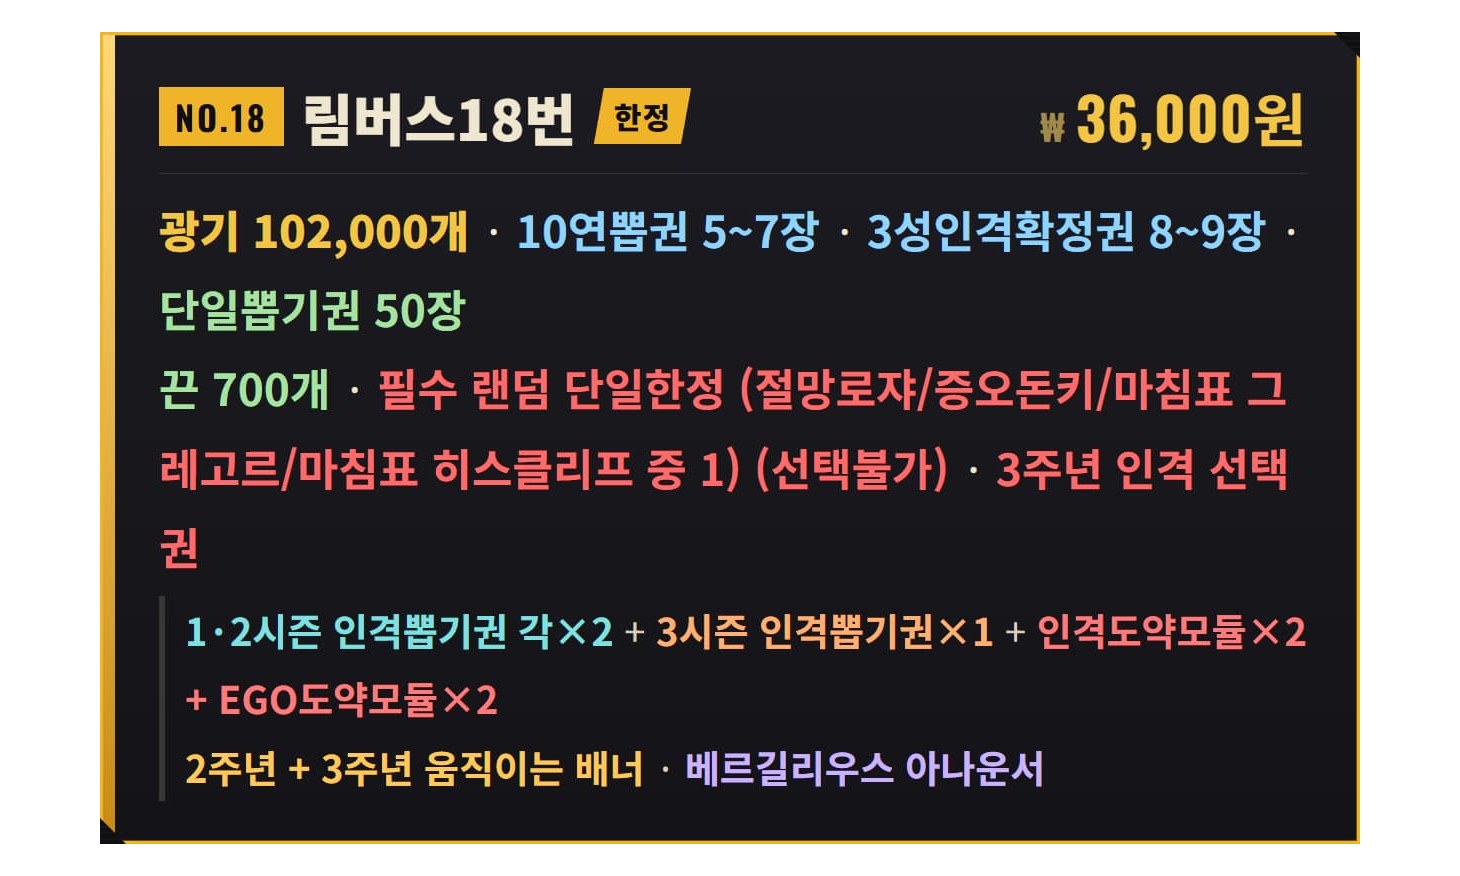 NO.18 림버스18번 한정 ₩ 36,000원
광기 102,000개 · 10연뽑권 5~7장 · 3성인격확정권 8~9장 ·
단일뽑기권 50장
끈 700개 · 필수 랜덤 단일한정 (절망로쟈/증오돈키/마침표 그
레고르/마침표 히스클리프 중 1) (선택불가) · 3주년 인격 선택
권
1·2시즌 인격뽑기권 각×2 + 3시즌 인격뽑기권×1 + 인격도약모듈×2
+ EGO도약모듈×2
2주년 + 3주년 움직이는 배너 · 베르길리우스 아나운서